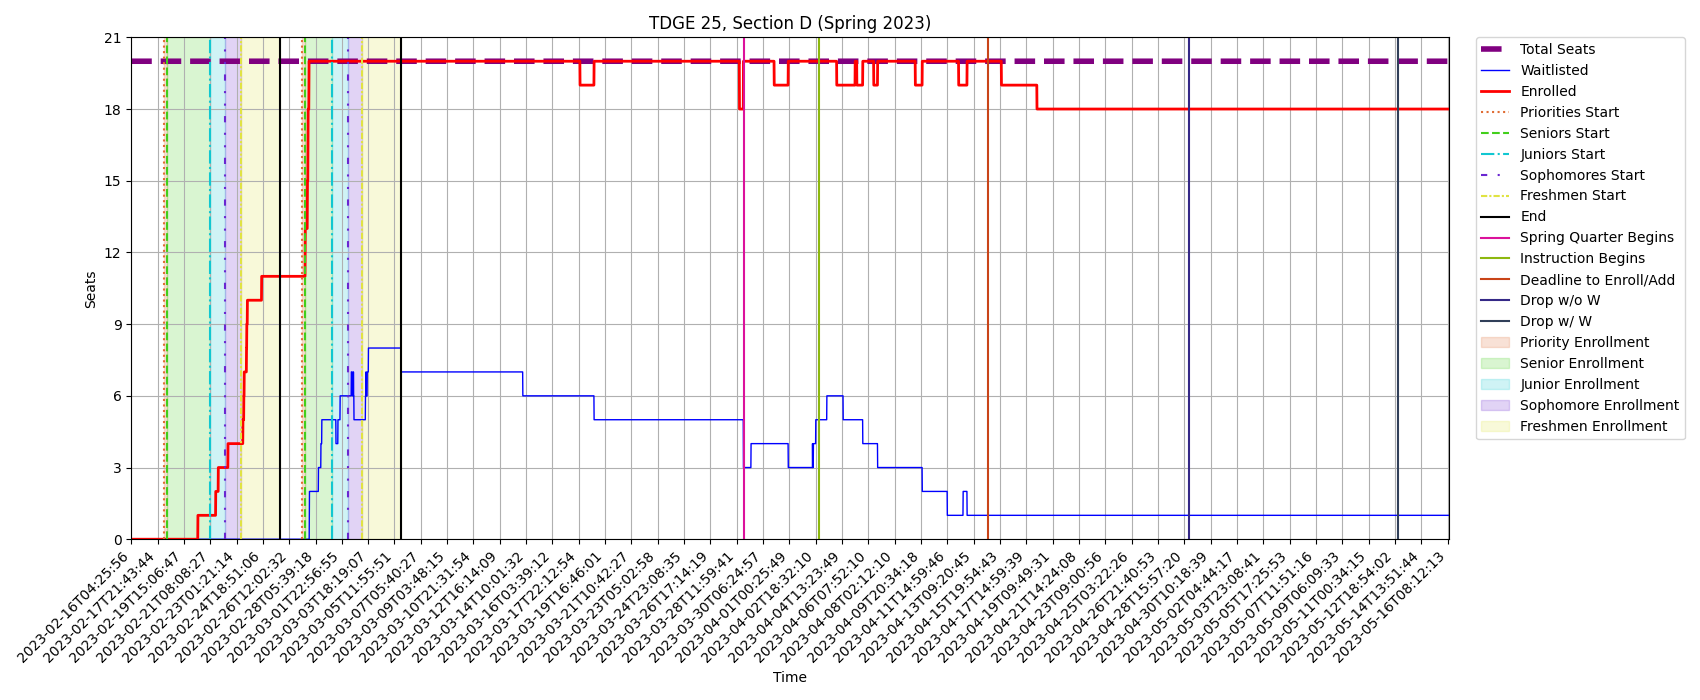 TDGE 25, Section D (Spring 2023)
Seats
21
18
15
12
9
6
3
0
2023-02-16T04:25:56
2023-02-17T21:43:44
2023-02-19T15:06:47
2023-02-21T08:08:27
2023-02-23T01:21:14
2023-02-24T18:51:06
2023-02-26T12:02:32
2023-02-28T05:39:18
2023-03-01T22:56:55
2023-03-03T18:19:07
2023-03-05T11:55:51
2023-03-07T05:40:27
2023-03-09T03:48:15
2023-03-10T21:31:54
2023-03-12T16:14:09
2023-03-14T10:01:32
2023-03-16T03:39:12
2023-03-17T22:12:54
2023-03-19T16:46:01
2023-03-21T10:42:27
2023-03-23T05:02:58
2023-03-24T23:08:35
2023-03-26T17:14:19
2023-03-28T11:59:41
2023-03-30T06:24:57
2023-04-01T00:25:49
2023-04-02T18:32:10
2023-04-04T13:23:49
2023-04-06T07:52:10
2023-04-08T02:12:10
2023-04-09T20:34:18
2023-04-11T14:59:46
2023-04-13T09:20:45
2023-04-15T19:54:43
2023-04-17T14:59:39
2023-04-19T09:49:31
2023-04-21T14:24:08
2023-04-23T09:00:56
2023-04-25T03:22:26
2023-04-26T21:40:53
2023-04-28T15:57:20
2023-04-30T10:18:39
2023-05-02T04:44:17
2023-05-03T23:08:41
2023-05-05T17:25:53
2023-05-07T11:51:16
2023-05-09T06:09:33
2023-05-11T00:34:15
2023-05-12T18:54:02
2023-05-14T13:51:44
2023-05-16T08:12:13
Time
Total Seats
Waitlisted
Enrolled
Priorities Start
Seniors Start
Juniors Start
Sophomores Start
Freshmen Start
End
Spring Quarter Begins
Instruction Begins
Deadline to Enroll/Add
Drop w/o W
Drop w/ W
Priority Enrollment
Senior Enrollment
Junior Enrollment
Sophomore Enrollment
Freshmen Enrollment